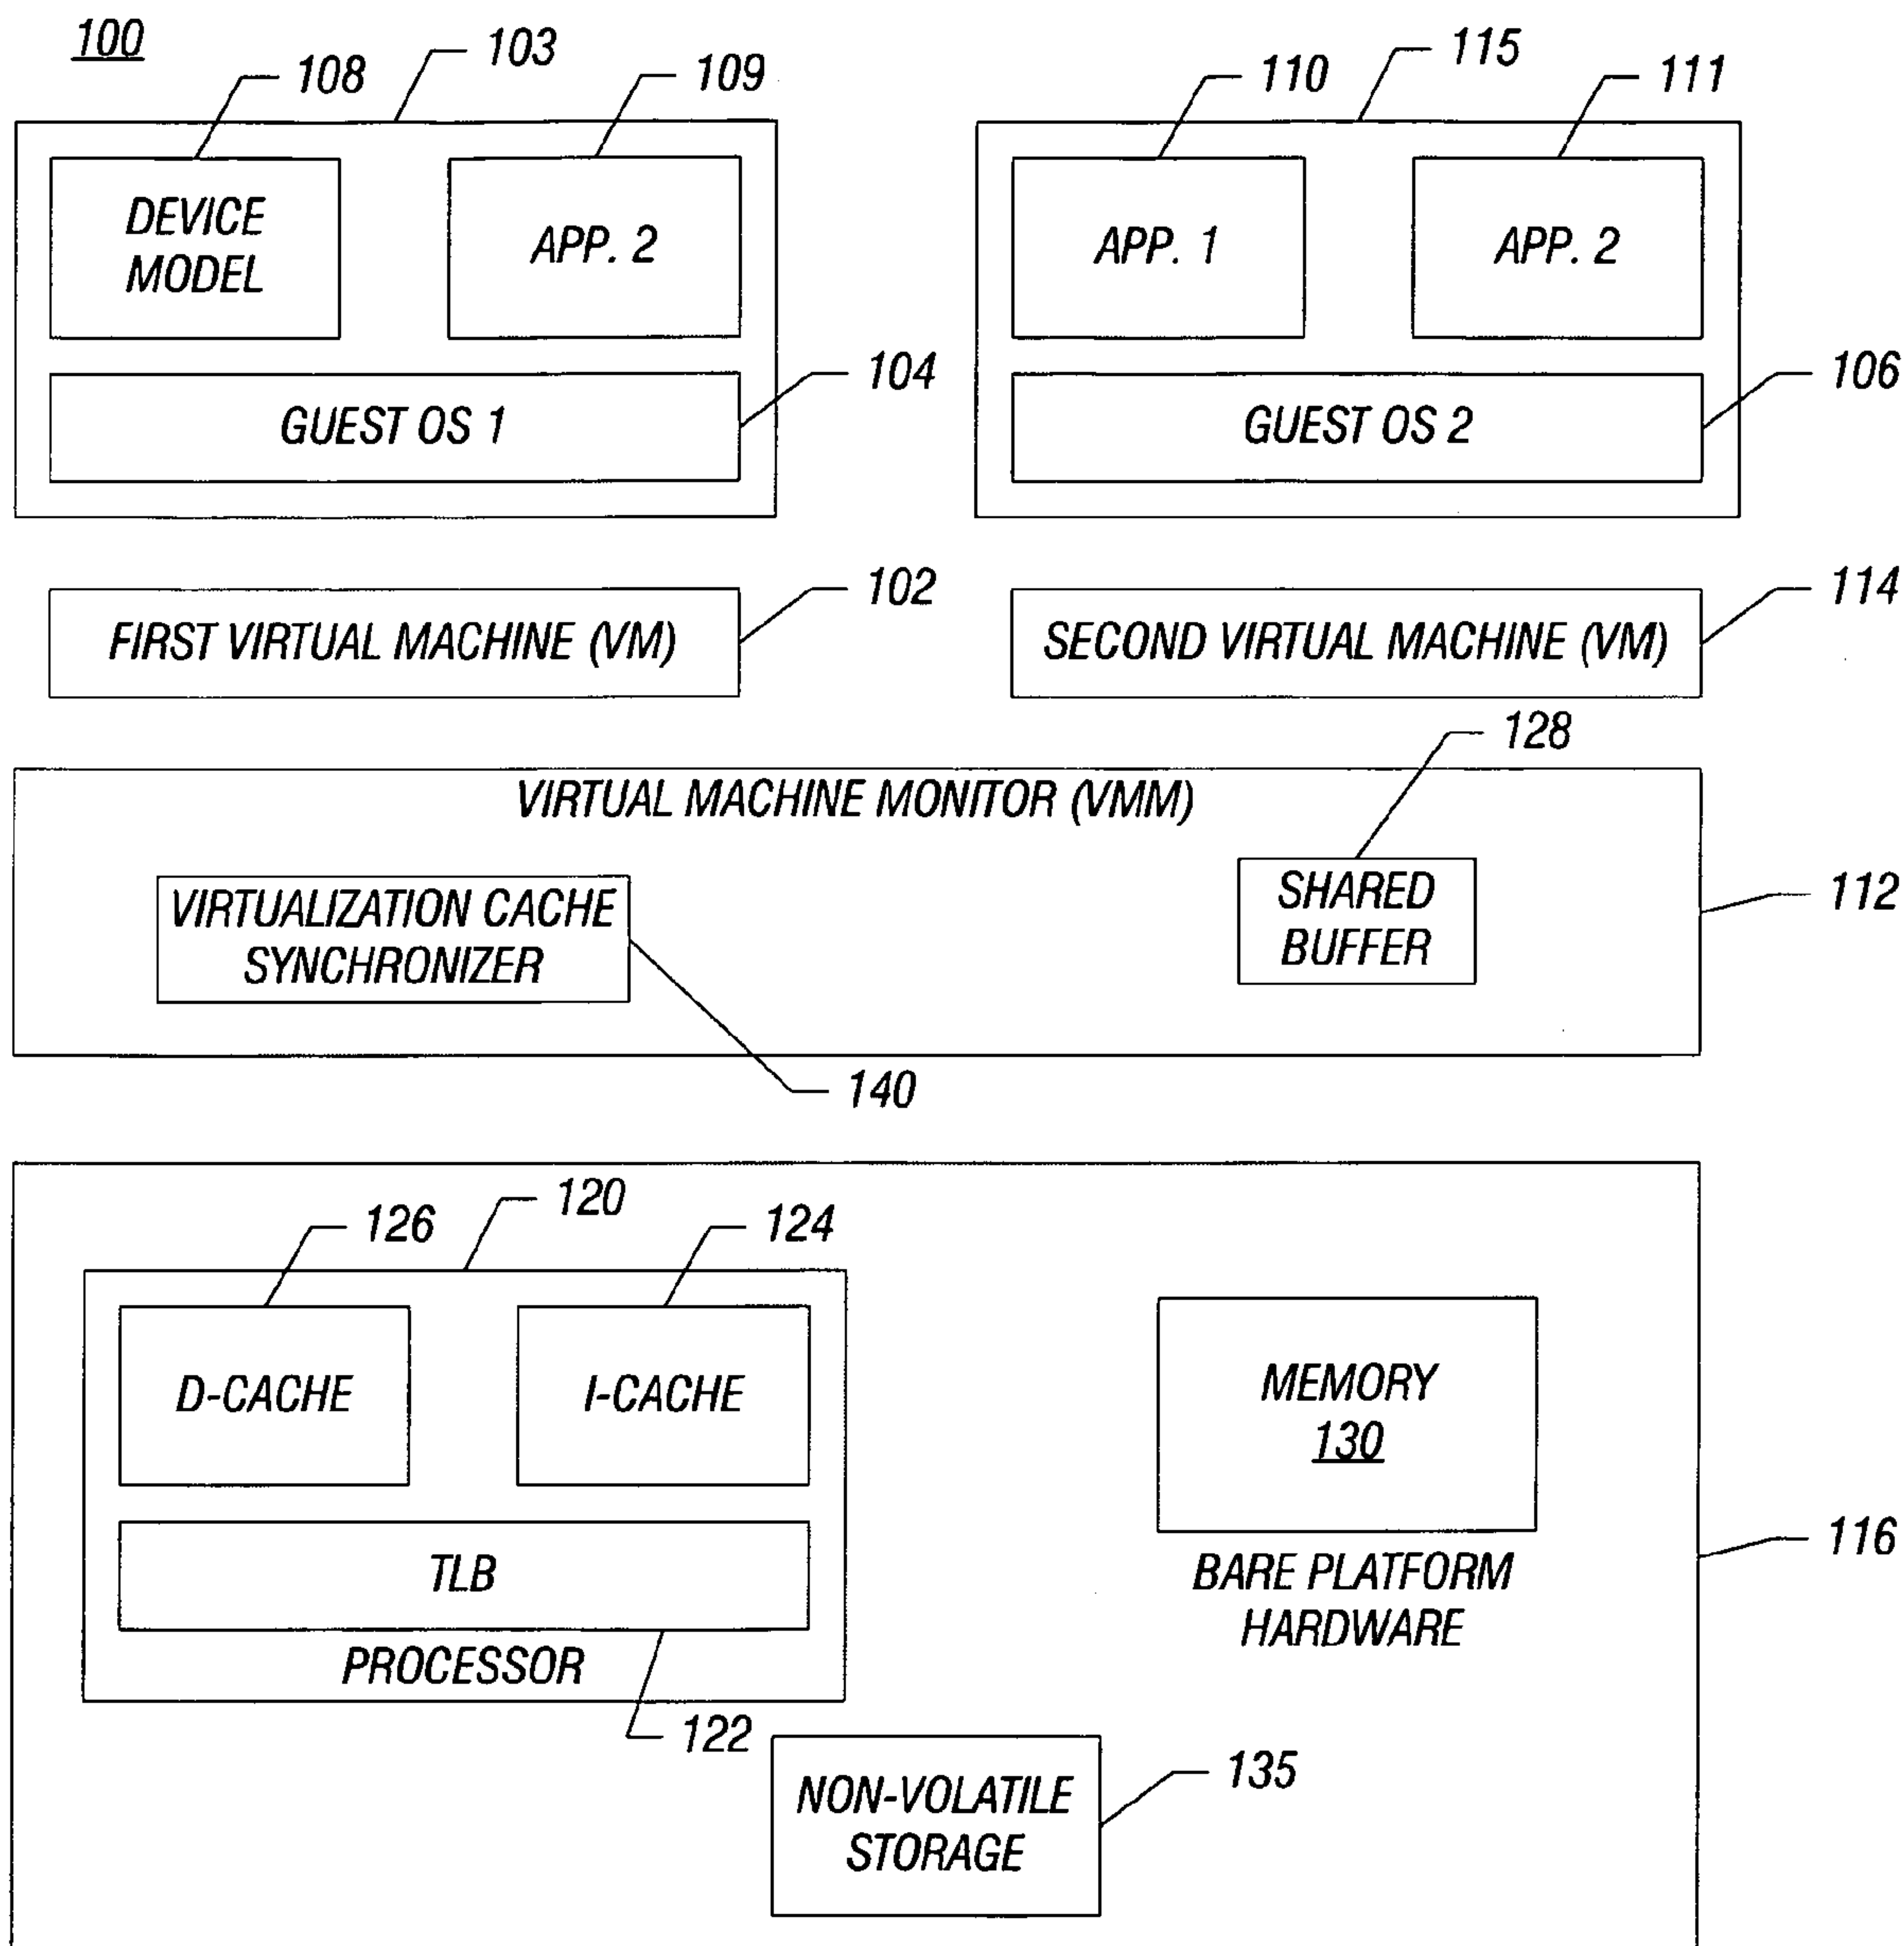 100
103
115
108
109
110
111
DEVICE
MODEL
APP. 2
APP. 1
APP. 2
104
106
GUEST OS 1
GUEST OS 2
102
114
FIRST VIRTUAL MACHINE (VM)
SECOND VIRTUAL MACHINE (VM)
128
VIRTUAL MACHINE MONITOR (VMM)
VIRTUALIZATION CACHE
SYNCHRONIZER
SHARED
BUFFER
112
140
120
126
124
D-CACHE
I-CACHE
MEMORY
130
TLB
BARE PLATFORM
HARDWARE
116
PROCESSOR
122
NON-VOLATILE
STORAGE
135